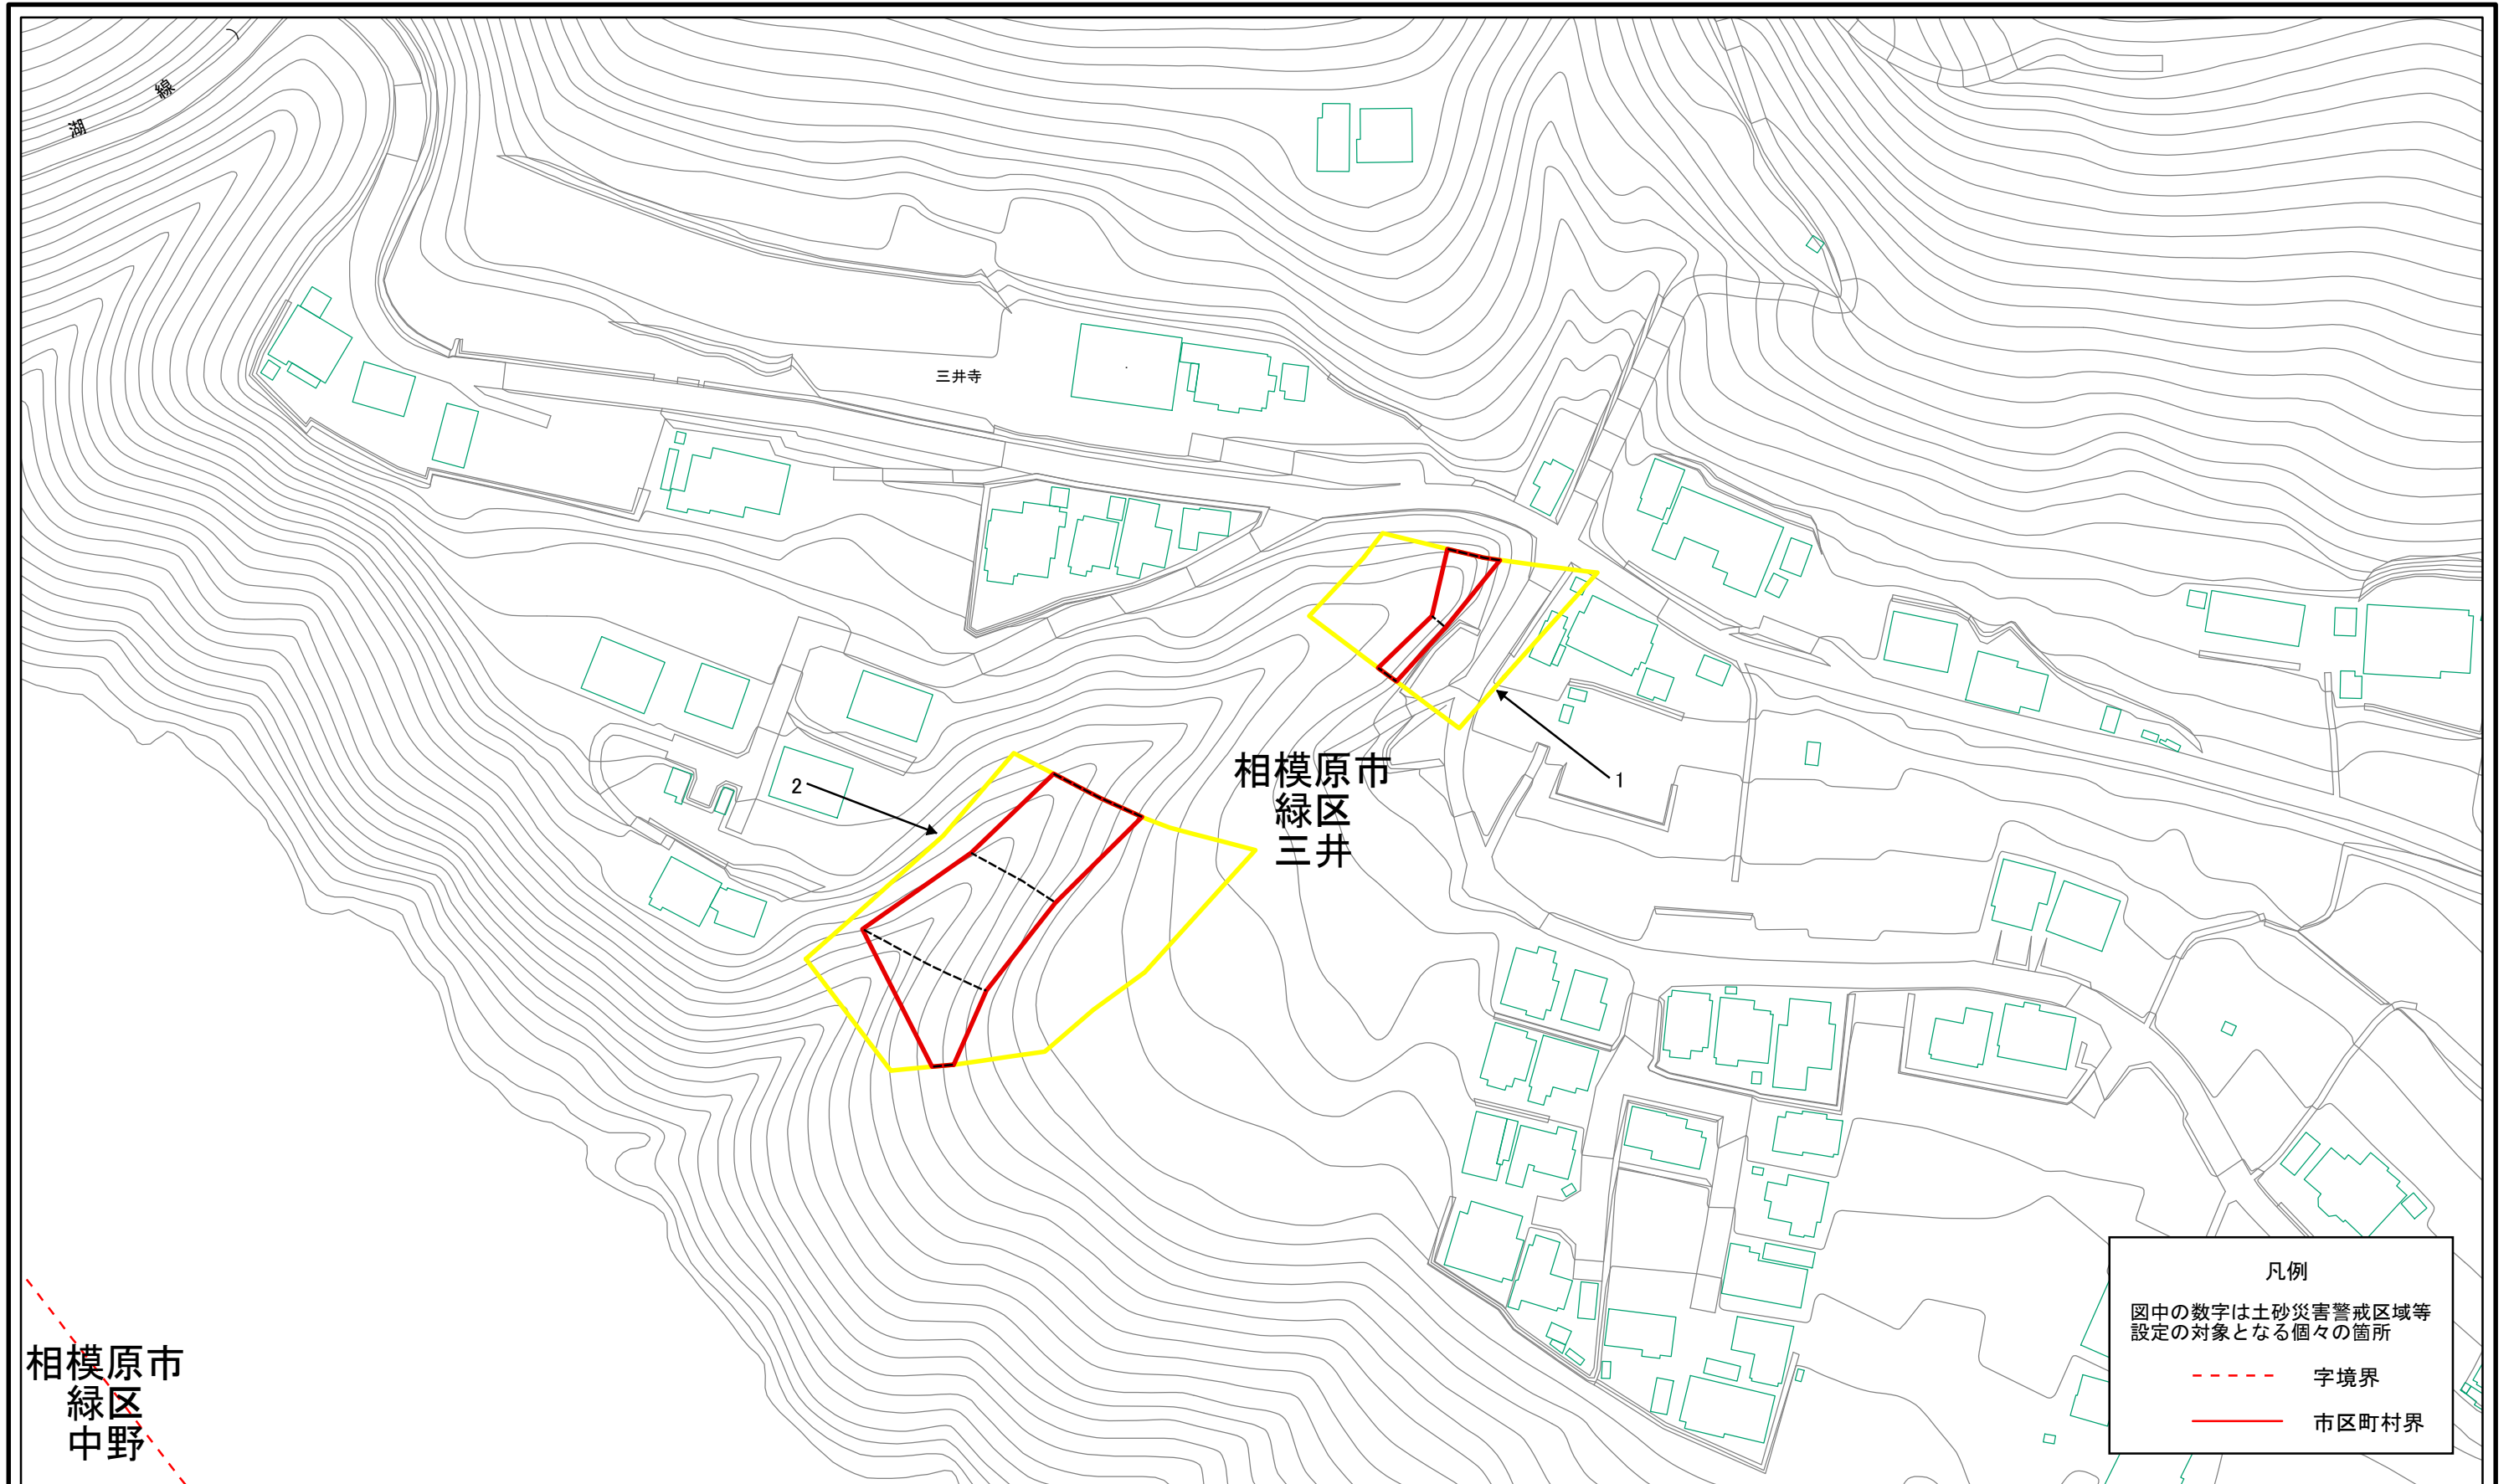 線
湖
三井寺
相模原市
緑区
三井
1
2
相模原市
緑区
中野
凡例
図中の数字は土砂災害警戒区域等
設定の対象となる個々の箇所
字境界
市区町村界